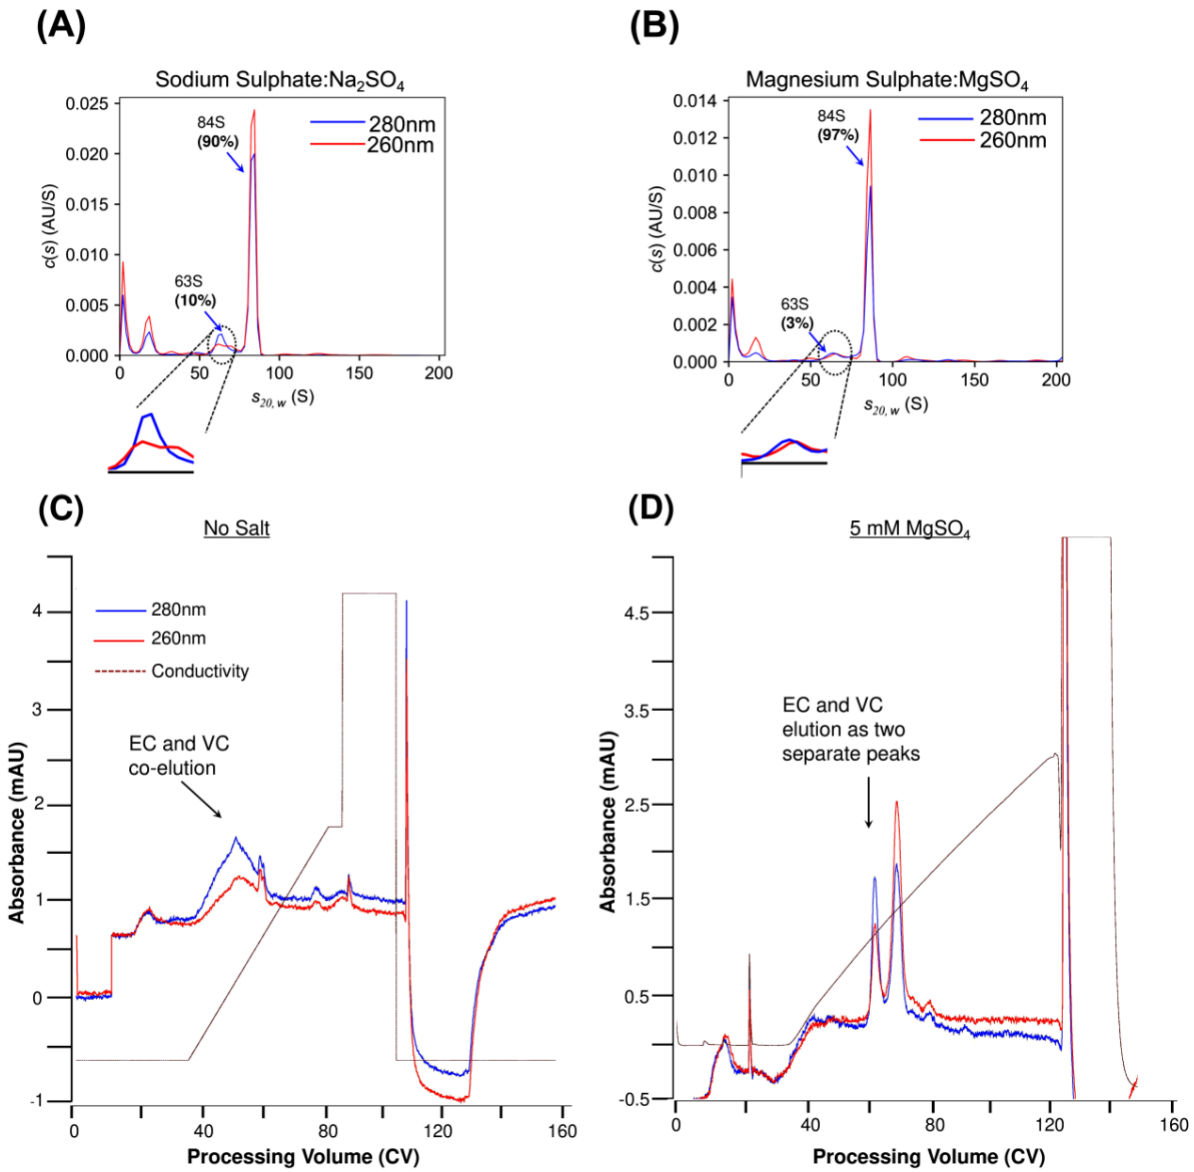 (A)
Sodium Sulphate:Na₂SO₄
0.025
0.020
0.015
0.010
0.005
0.000
c(s) (AU/S)
84S
(90%)
280nm
260nm
63S
(10%)
0 50 100 150 200
s20, w (S)
(B)
Magnesium Sulphate:MgSO₄
0.014
0.012
0.010
0.008
0.006
0.004
0.002
0.000
c(s) (AU/S)
84S
(97%)
280nm
260nm
63S
(3%)
0 50 100 150 200
s20, w (S)
(C)
No Salt
4
3
2
1
0
-1
Absorbance (mAU)
280nm
260nm
Conductivity
EC and VC
co-elution
0 40 80 120 160
Processing Volume (CV)
(D)
5 mM MgSO₄
4.5
3.5
2.5
1.5
0.5
-0.5
Absorbance (mAU)
EC and VC
elution as two
separate peaks
0 40 80 120 160
Processing Volume (CV)